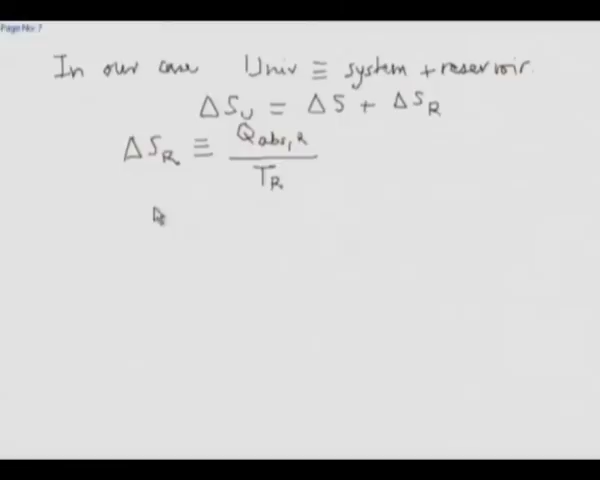 Page No: 7
In our case Univ ≡ system + reservoir.
ΔS_U = ΔS + ΔS_R
ΔS_R ≡ Q_abs,R / T_R